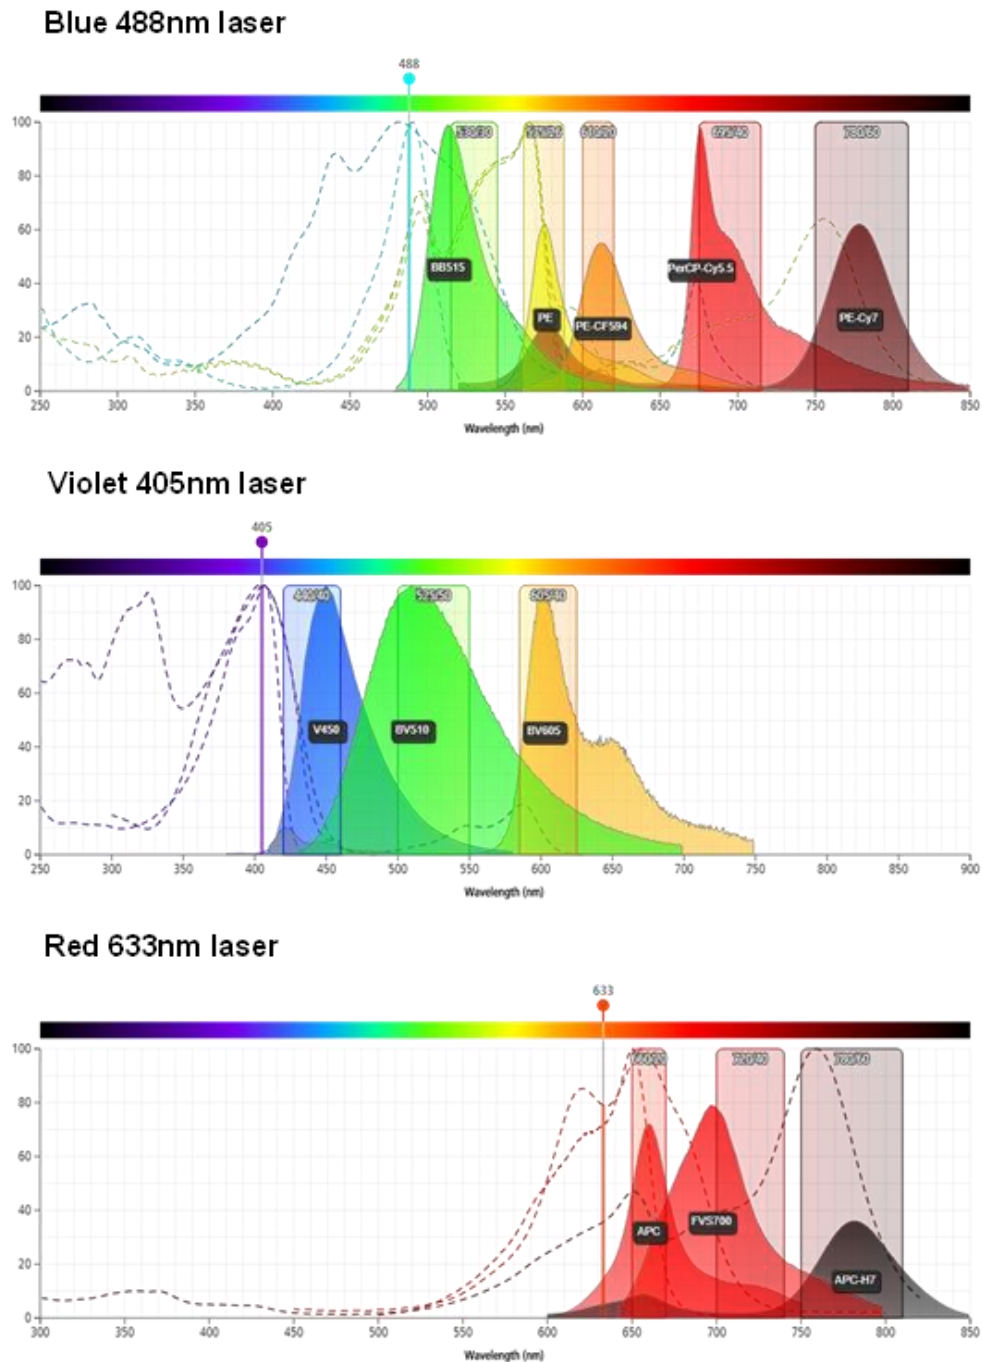 Blue 488nm laser
488
530/30 610/20 695/40 780/60
100
80
60
40
20
0
BB515 PE PE-CF594 PerCP-Cy5.5 PE-Cy7
250 300 350 400 450 500 550 600 650 700 750 800 850
Wavelength (nm)
Violet 405nm laser
405
440/40 525/50 605/40
100
80
60
40
20
0
V450 BV510 BV605
250 300 350 400 450 500 550 600 650 700 750 800 850 900
Wavelength (nm)
Red 633nm laser
633
660/20 720/40 780/60
100
80
60
40
20
0
APC FVS700 APC-H7
300 350 400 450 500 550 600 650 700 750 800 850
Wavelength (nm)